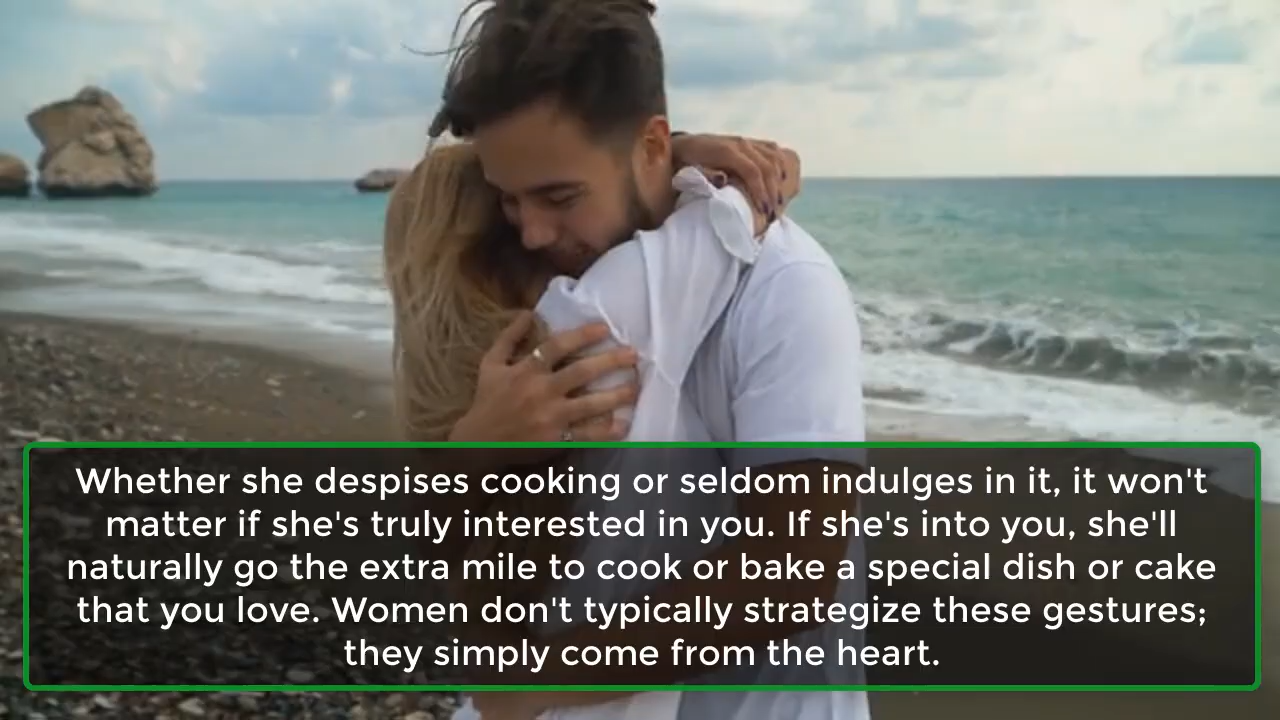 Whether she despises cooking or seldom indulges in it, it won't
matter if she's truly interested in you. If she's into you, she'll
naturally go the extra mile to cook or bake a special dish or cake
that you love. Women don't typically strategize these gestures;
they simply come from the heart.